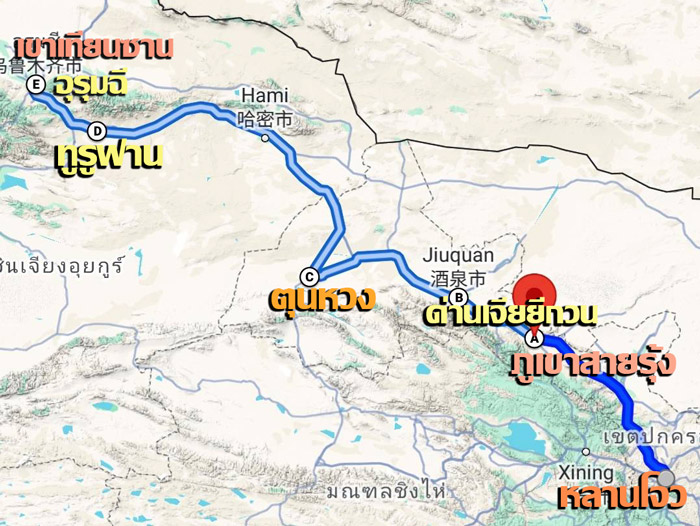 เขาเทียนซาน
乌鲁木齐市
E
อุรุมฉี
Hami
哈密市
D
ทูรูฟาน
ซินเจียงอุยกูร์
C
ตุนหวง
Jiuquan
酒泉市
B
ด่านเจียยี่กวน
A
ภูเขาสายรุ้ง
เขตปกคร
Xining
มณฑลชิงไห่
หลานโจว